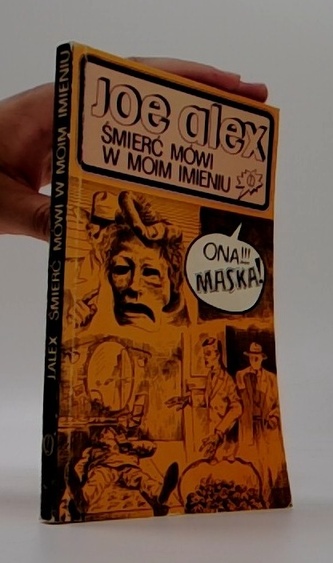 joe alex
ŚMIERĆ MÓWI
W MOIM IMIENIU
ONA!!!
MASKA!
J.ALEX ŚMIERĆ MÓWI W MOIM IMIENIU